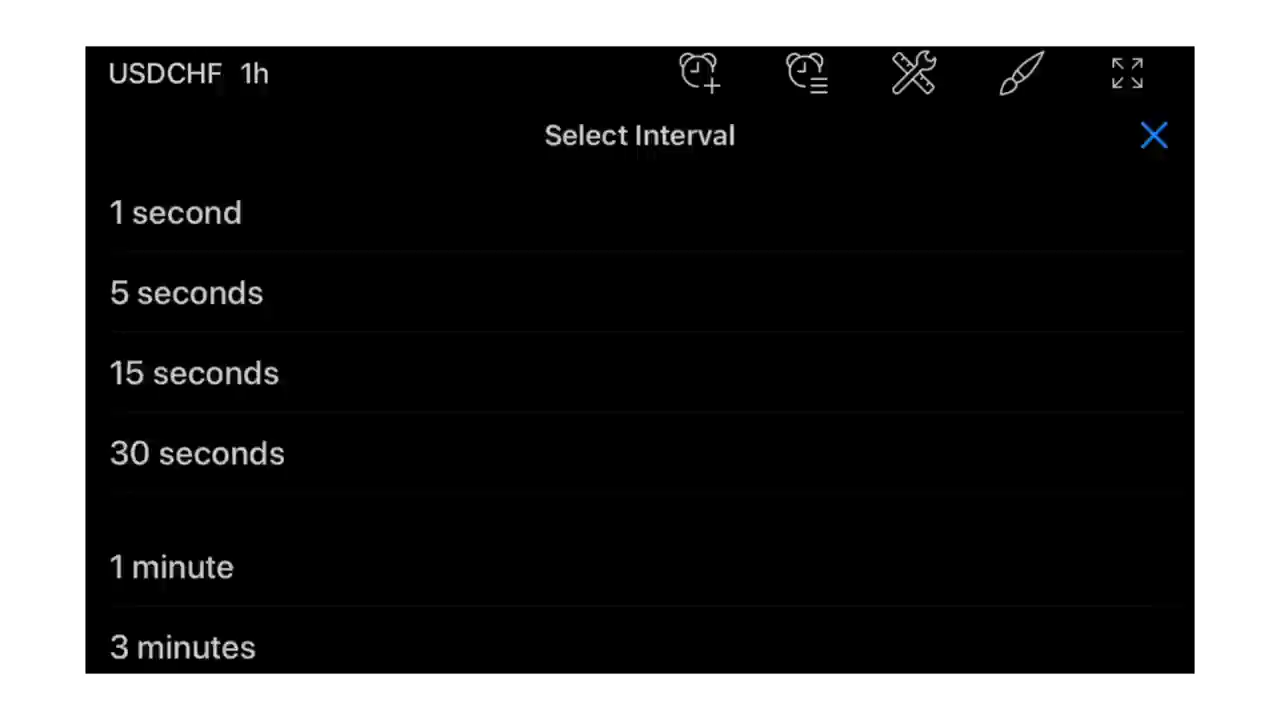 USDCHF 1h
Select Interval
1 second
5 seconds
15 seconds
30 seconds
1 minute
3 minutes